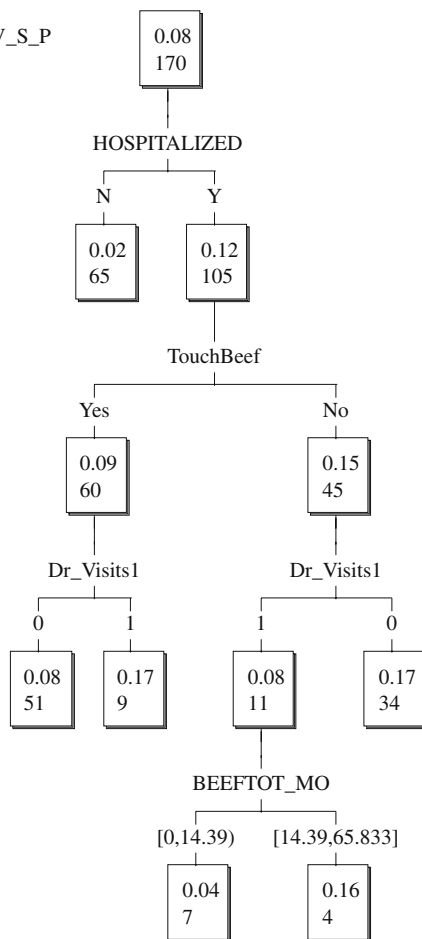 V_S_P
0.08
170
HOSPITALIZED
N Y
0.02 0.12
65 105
TouchBeef
Yes No
0.09 0.15
60 45
Dr_Visits1 Dr_Visits1
0 1 1 0
0.08 0.17 0.08 0.17
51 9 11 34
BEEFTOT_MO
[0,14.39) [14.39,65.833]
0.04 0.16
7 4